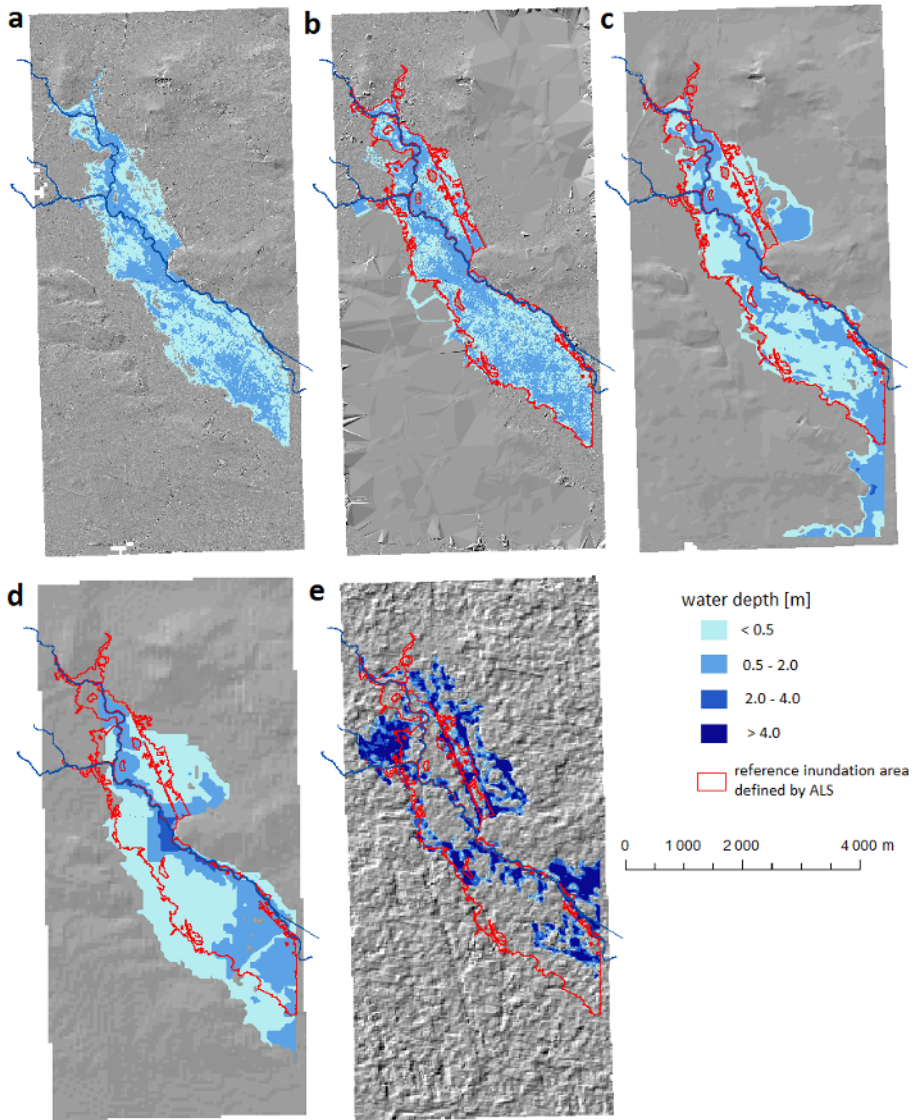 a
b
c
d
e
water depth [m]
< 0.5
0.5 - 2.0
2.0 - 4.0
> 4.0
reference inundation area
defined by ALS
0 1 000 2 000 4 000 m